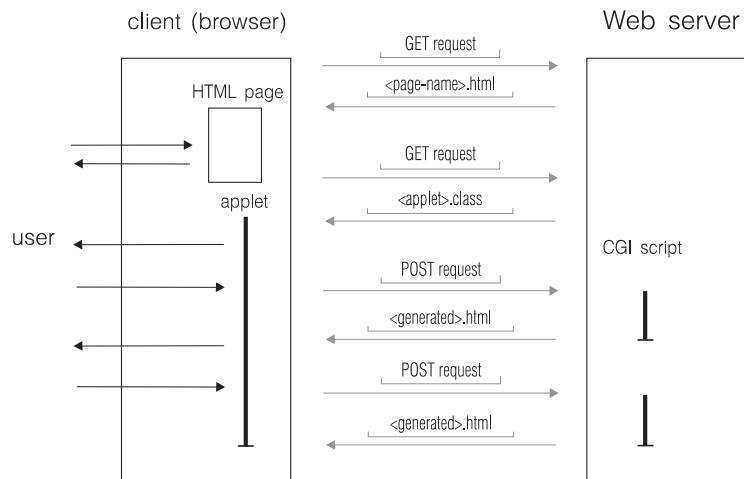 client (browser)
Web server
GET request
<page-name>.html
HTML page
GET request
<applet>.class
applet
user
CGI script
POST request
<generated>.html
POST request
<generated>.html